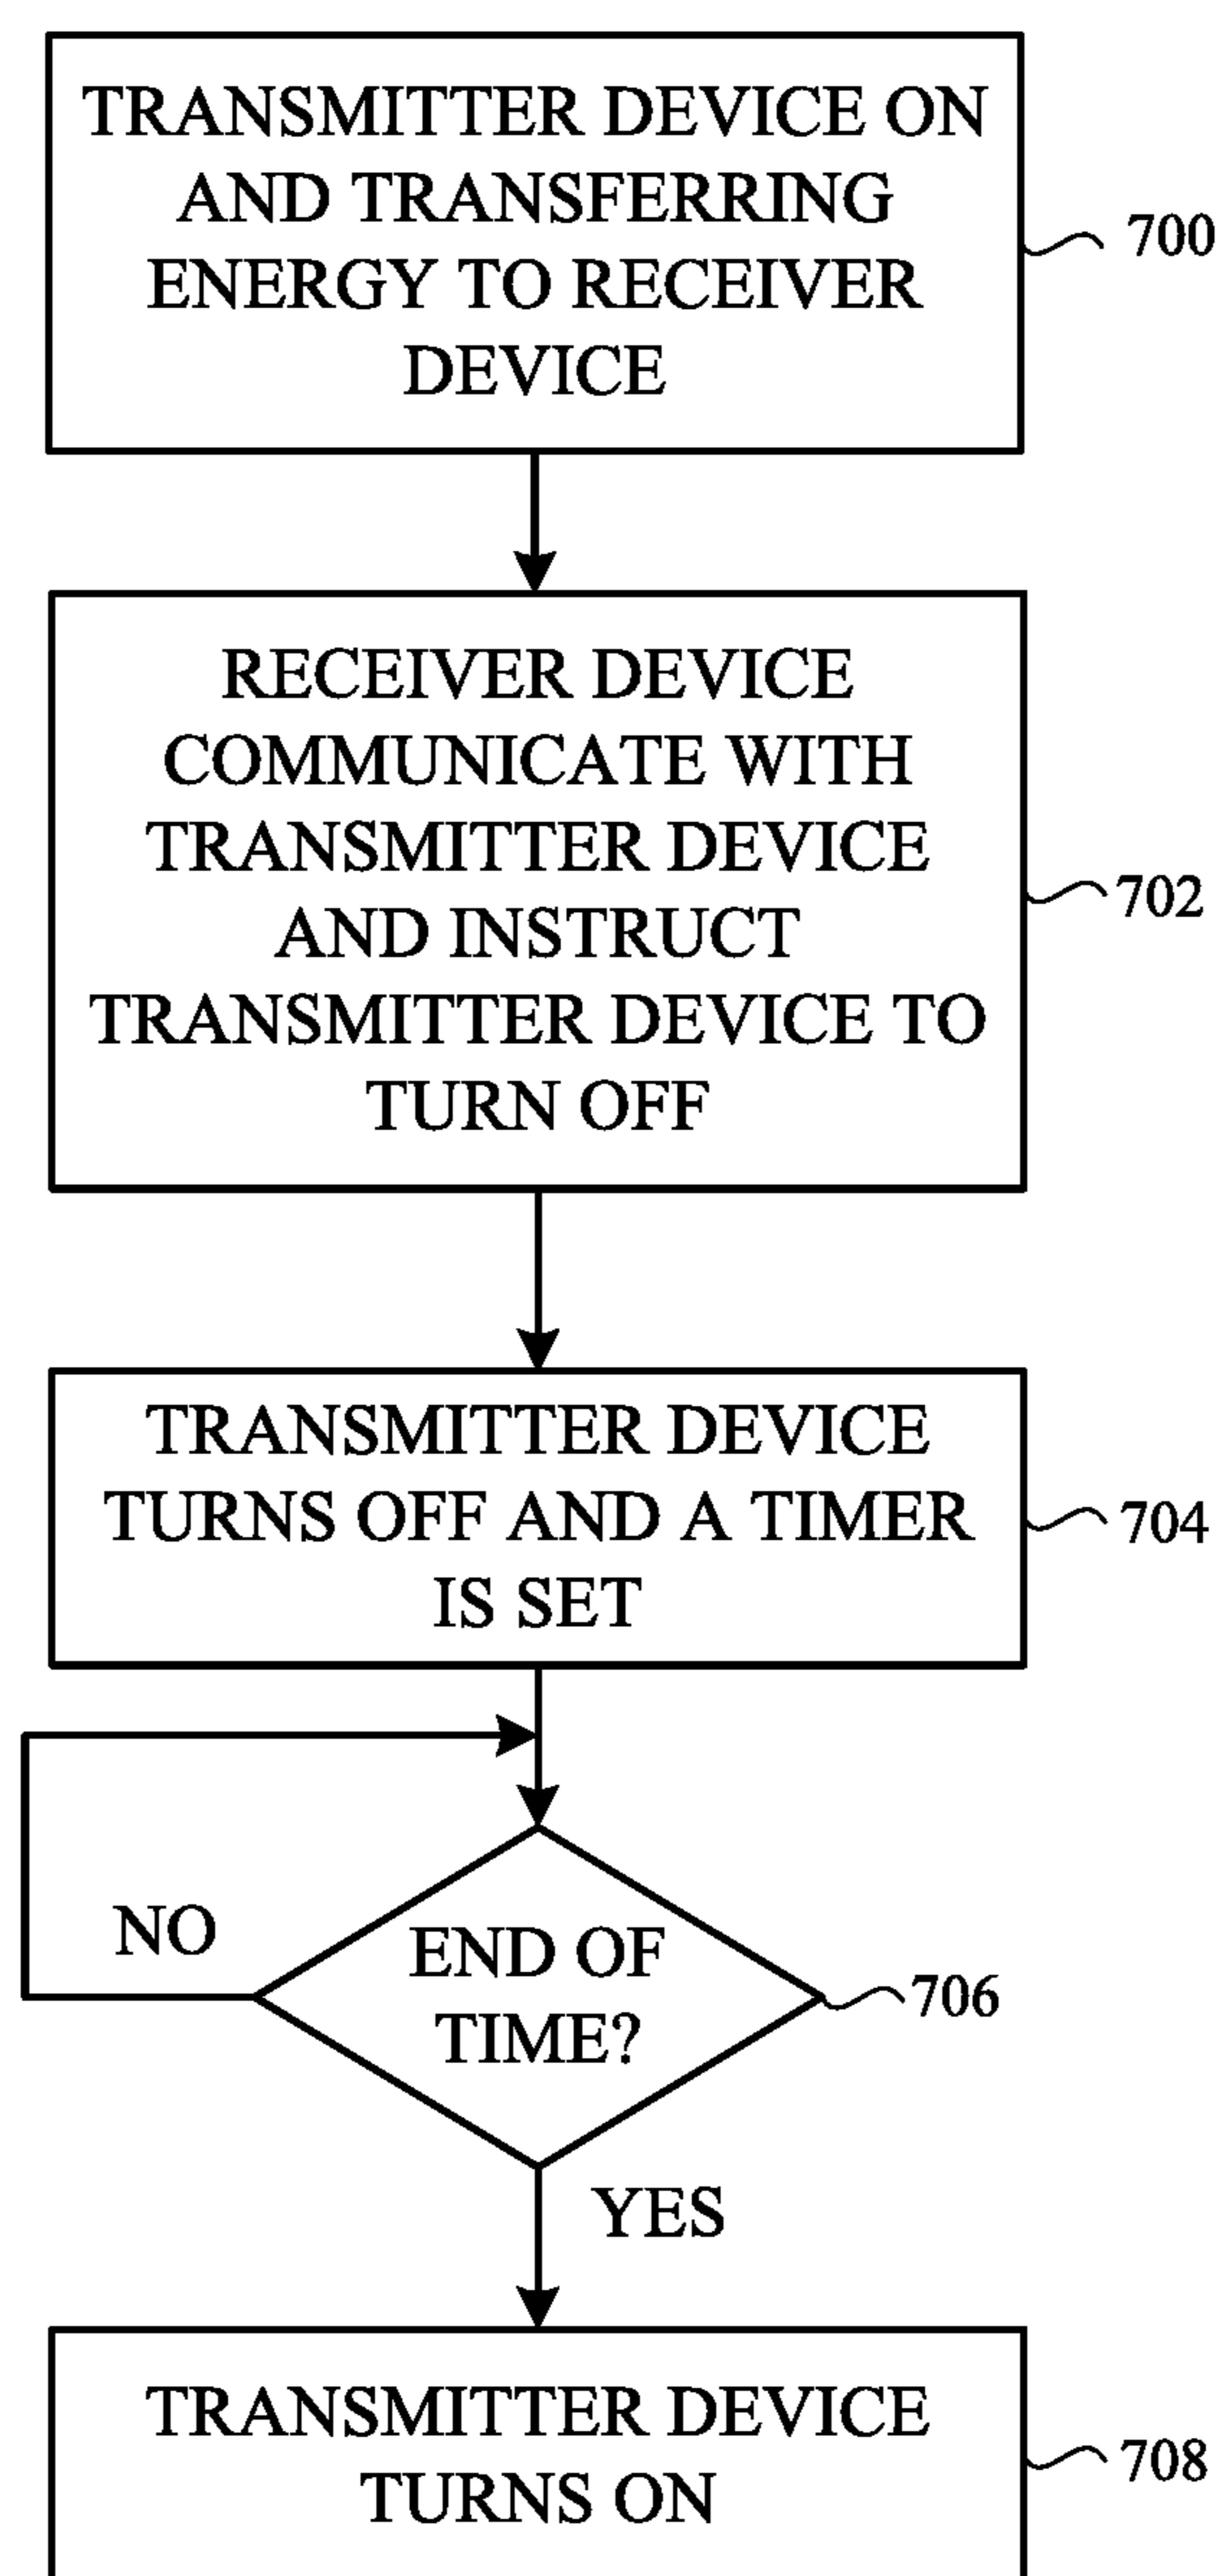 TRANSMITTER DEVICE ON
AND TRANSFERRING
ENERGY TO RECEIVER
DEVICE
700
RECEIVER DEVICE
COMMUNICATE WITH
TRANSMITTER DEVICE
AND INSTRUCT
TRANSMITTER DEVICE TO
TURN OFF
702
TRANSMITTER DEVICE
TURNS OFF AND A TIMER
IS SET
704
NO
END OF
TIME?
706
YES
TRANSMITTER DEVICE
TURNS ON
708